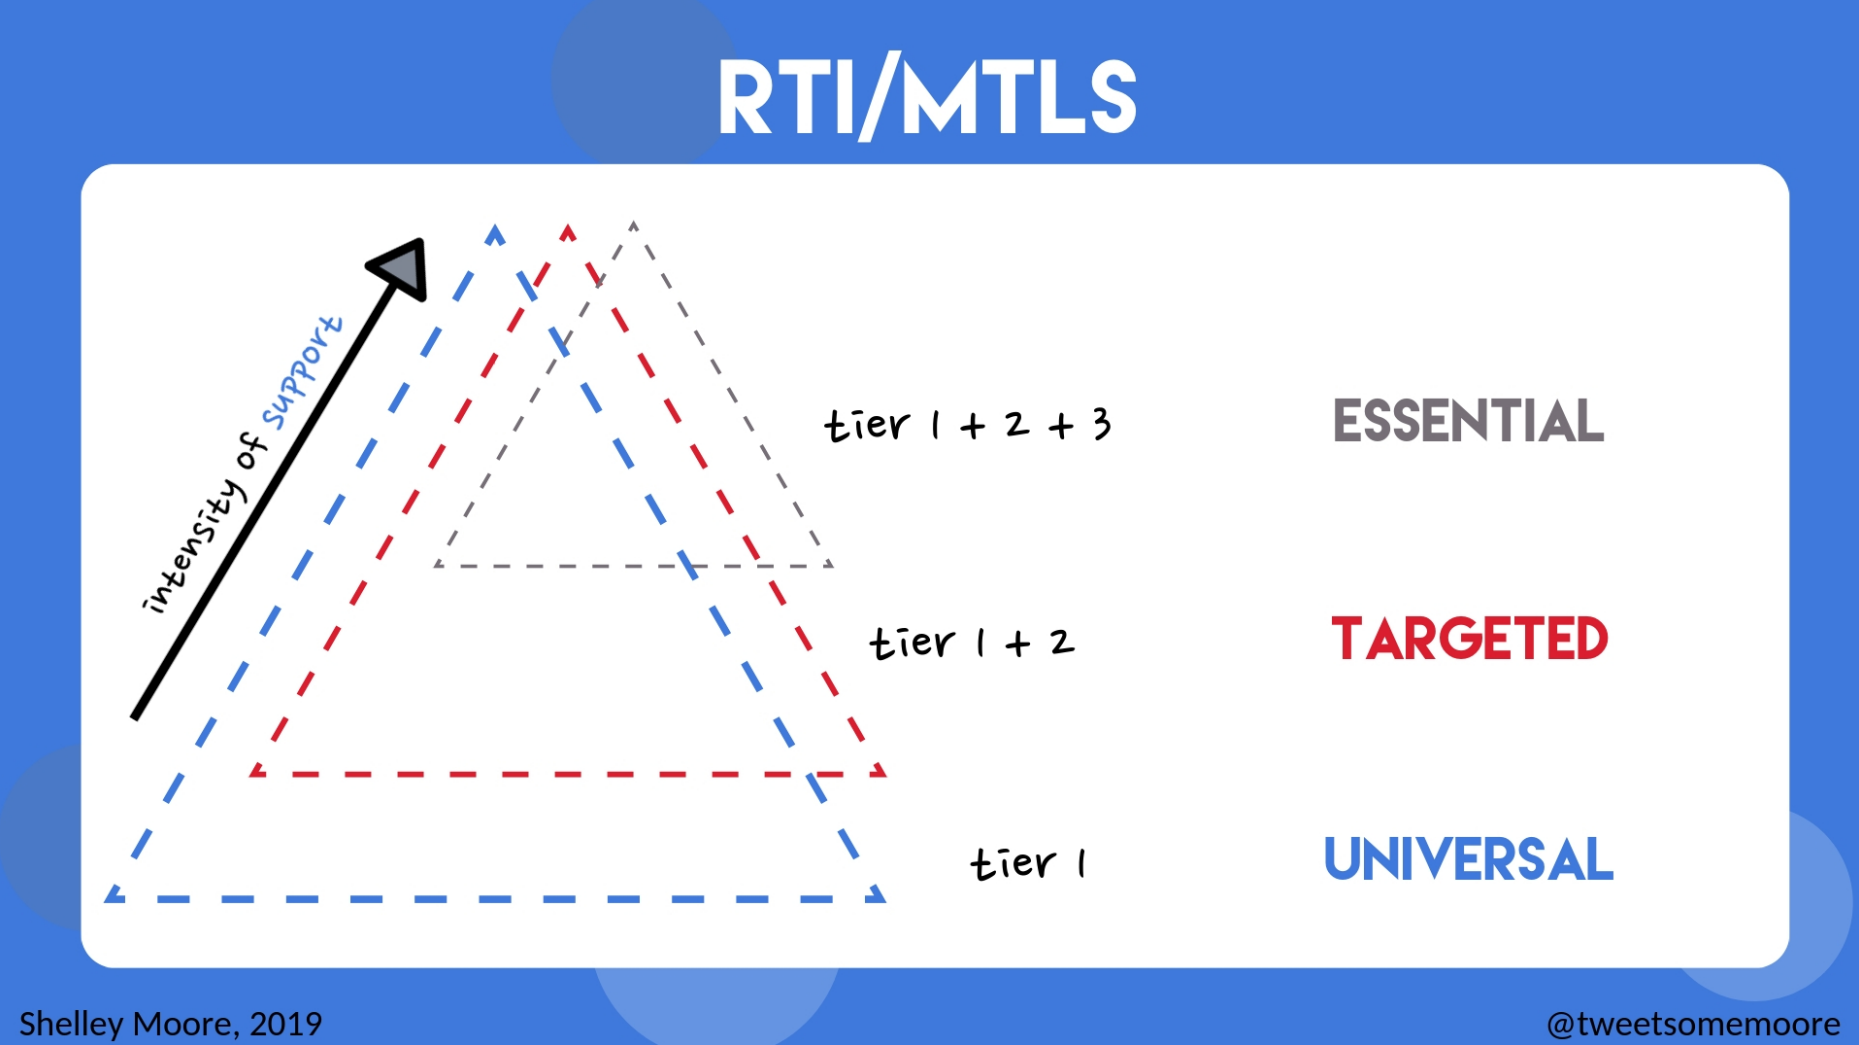 RTI/MTLS
intensity of support
tier 1 + 2 + 3
ESSENTIAL
tier 1 + 2
TARGETED
tier 1
UNIVERSAL
Shelley Moore, 2019
@tweetsomemoore